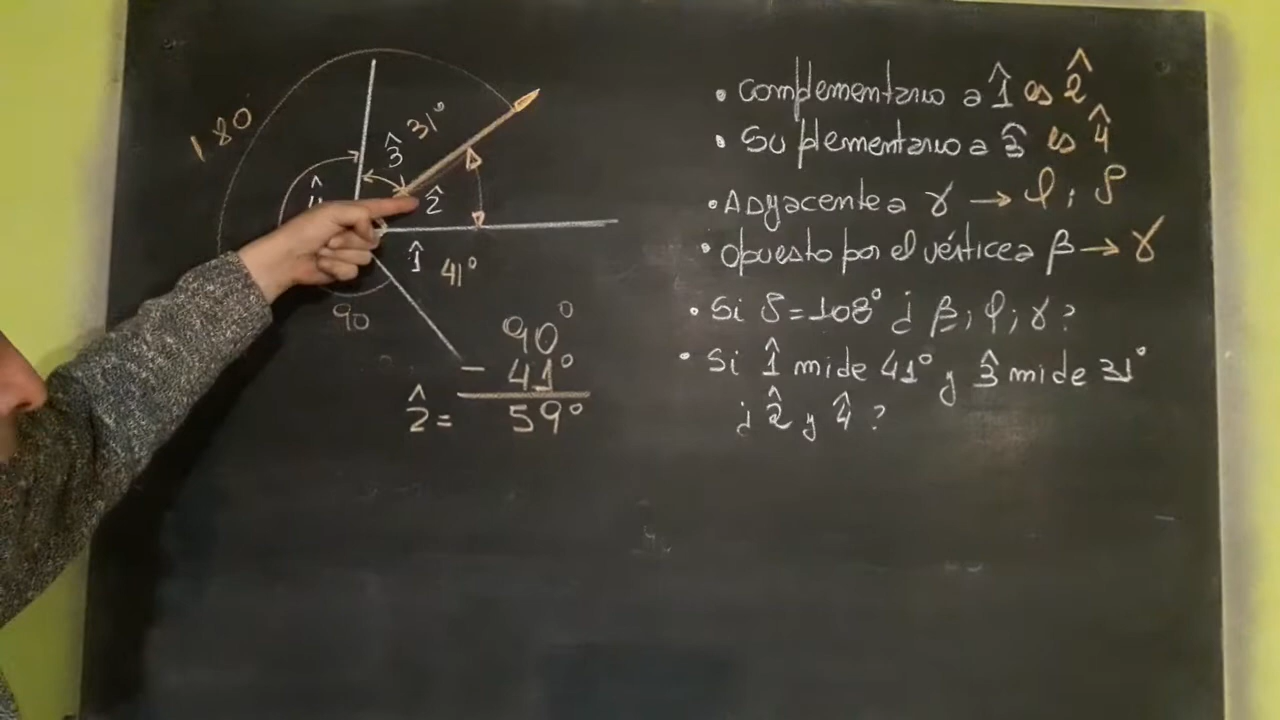 180
3̂ 31°
4̂
2̂
1̂ 41°
90
90°
- 41°
2̂ = 59°
• complementario a 1̂ es 2̂
• Suplementario a 3̂ es 4̂
• Adyacente a γ → φ; δ
• Opuesto por el vértice a β → γ
• Si δ=108° ¿ β; φ; γ?
• Si 1̂ mide 41° y 3̂ mide 31°
¿ 2̂ y 4̂ ?